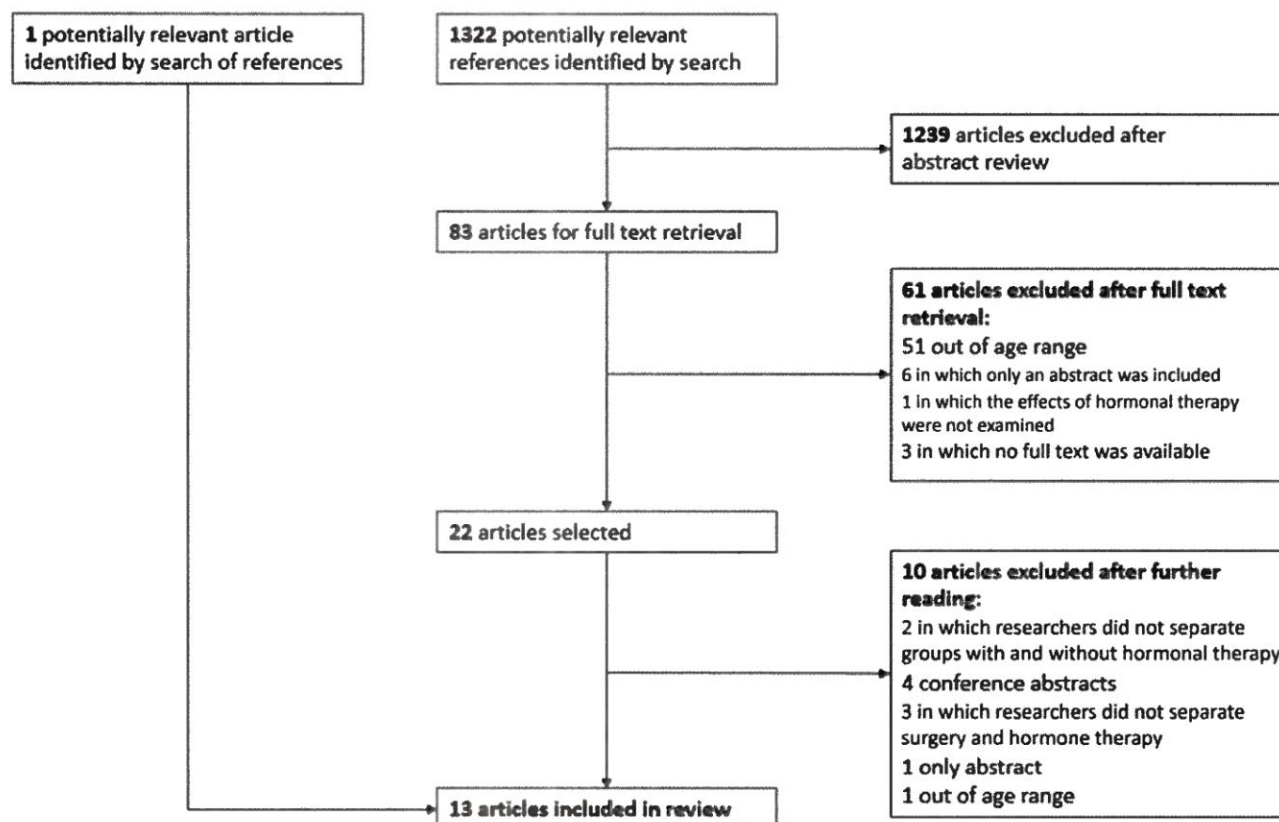 1 potentially relevant article
identified by search of references
1322 potentially relevant
references identified by search
1239 articles excluded after
abstract review
83 articles for full text retrieval
61 articles excluded after full text
retrieval:
51 out of age range
6 in which only an abstract was included
1 in which the effects of hormonal therapy
were not examined
3 in which no full text was available
22 articles selected
10 articles excluded after further
reading:
2 in which researchers did not separate
groups with and without hormonal therapy
4 conference abstracts
3 in which researchers did not separate
surgery and hormone therapy
1 only abstract
1 out of age range
13 articles included in review